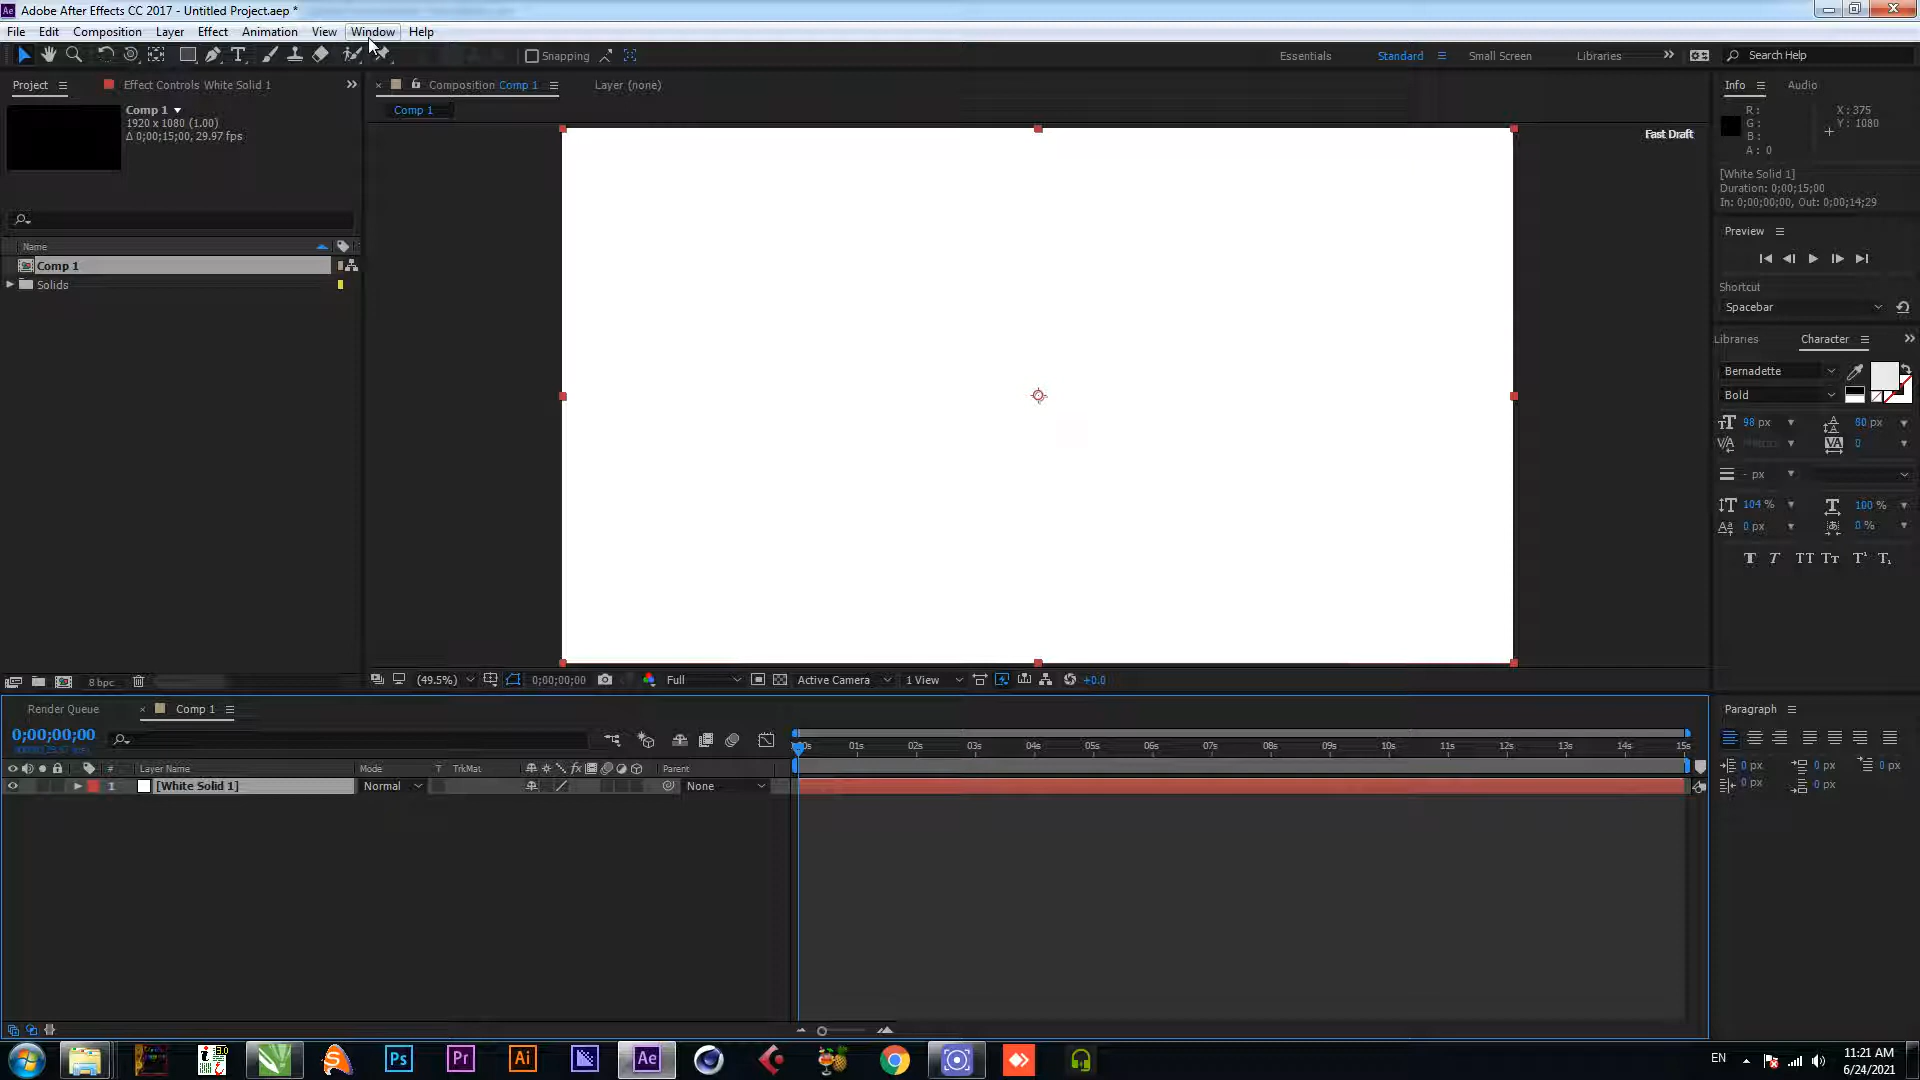 Adobe After Effects CC 2017 - Untitled Project.aep *
File Edit Composition Layer Effect Animation View Window Help
Snapping
Essentials Standard Small Screen Libraries Search Help
Project Effect Controls White Solid 1
Composition Comp 1 Layer (none)
Info Audio
Comp 1
1920 x 1080 (1.00)
Δ 0;00;15;00, 29.97 fps
Comp 1
Fast Draft
R :
G :
B :
A : 0
X : 375
Y : 1080
[White Solid 1]
Duration: 0;00;15;00
In: 0;00;00;00, Out: 0;00;14;29
Preview
Name
Comp 1
Solids
Shortcut
Spacebar
Libraries Character
Bernadette
Bold
98 px 80 px
0
- px
104 % 100 %
0 px 0 %
8 bpc
(49.5%) 0;00;00;00 Full Active Camera 1 View +0.0
Render Queue Comp 1
Paragraph
0;00;00;00
01s 02s 03s 04s 05s 06s 07s 08s 09s 10s 11s 12s 13s 14s 15s
# Layer Name Mode T TrkMat Parent
1 [White Solid 1] Normal None
0 px 0 px 0 px
0 px 0 px
Ps Pr Ai Ae
EN
11:21 AM
6/24/2021